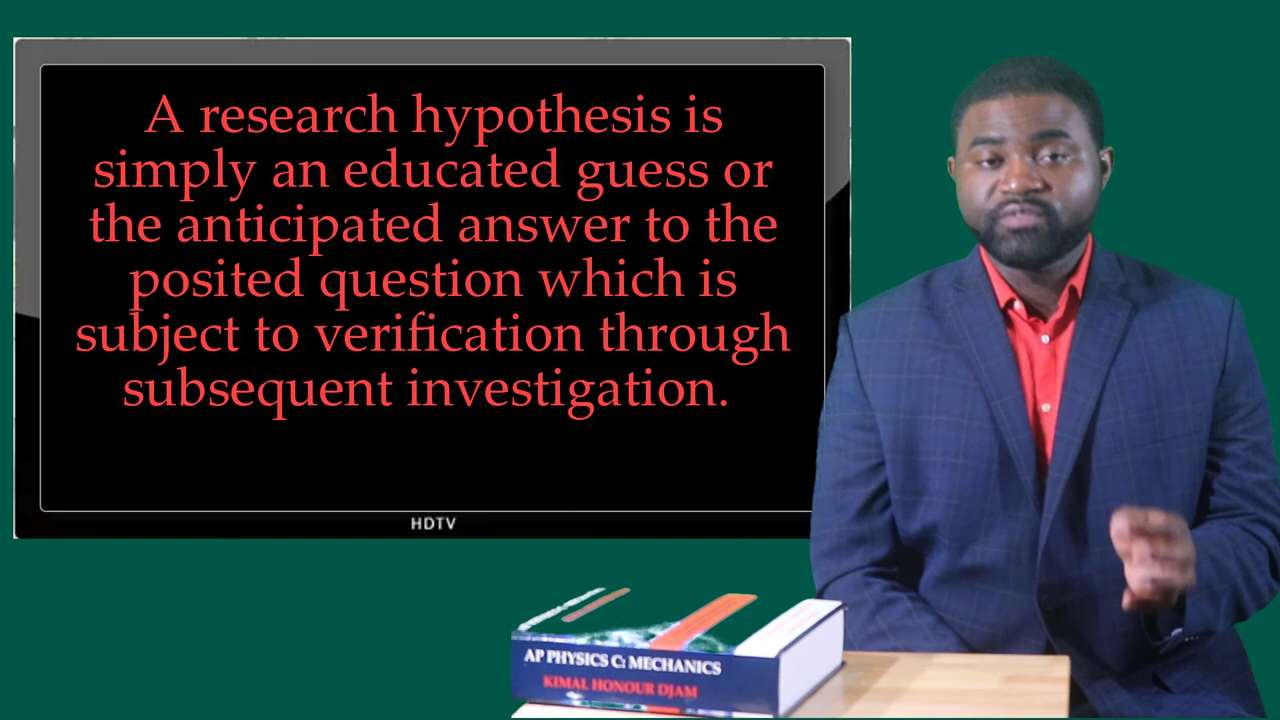 A research hypothesis is
simply an educated guess or
the anticipated answer to the
posited question which is
subject to verification through
subsequent investigation.
HDTV
AP PHYSICS C: MECHANICS
KIMAL HONOUR DJAM